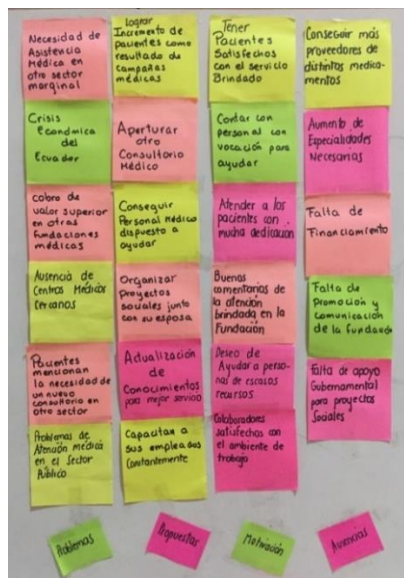 Necesidad de
Asistencia
Médica en
otro sector
marginal
Crisis
Económica
del
Ecuador
cobro de
valor superior
en otras
fundaciones
médicas
Ausencia de
Centros Médicos
cercanos
Pacientes
mencionan
la necesidad de
un nuevo
consultorio en
otro sector
Problemas de
Atención médica
en el Sector
Público
Lograr
Incremento de
pacientes como
resultado de
campañas
médicas
Aperturar
otro
Consultorio
Médico
Conseguir
Personal Médico
dispuesto a
ayudar
Organizar
Proyectos
sociales junto
con su esposa
Actualización
de
Conocimientos
para mejor servicio
Capacitar a
sus empleados
Constantemente
Tener
Pacientes
Satisfechos
con el servicio
Brindado
Contar con
personal con
vocación para
ayudar
Atender a los
pacientes con
mucha dedicación
Buenos
comentarios de
la atención
brindada en la
Fundación
Deseo de
Ayudar a perso-
nas de escasos
recursos
Colaboradores
satisfechos con
el ambiente de
trabajo
Conseguir más
proveedores de
distintos medica-
mentos
Aumento de
Especialidades
Necesarias
Falta de
Financiamiento
Falta de
Promoción y
comunicación
de la fundación
Falta de apoyo
Gubernamental
para proyectos
Sociales
Problemas
Propuestas
Motivación
Ausencias